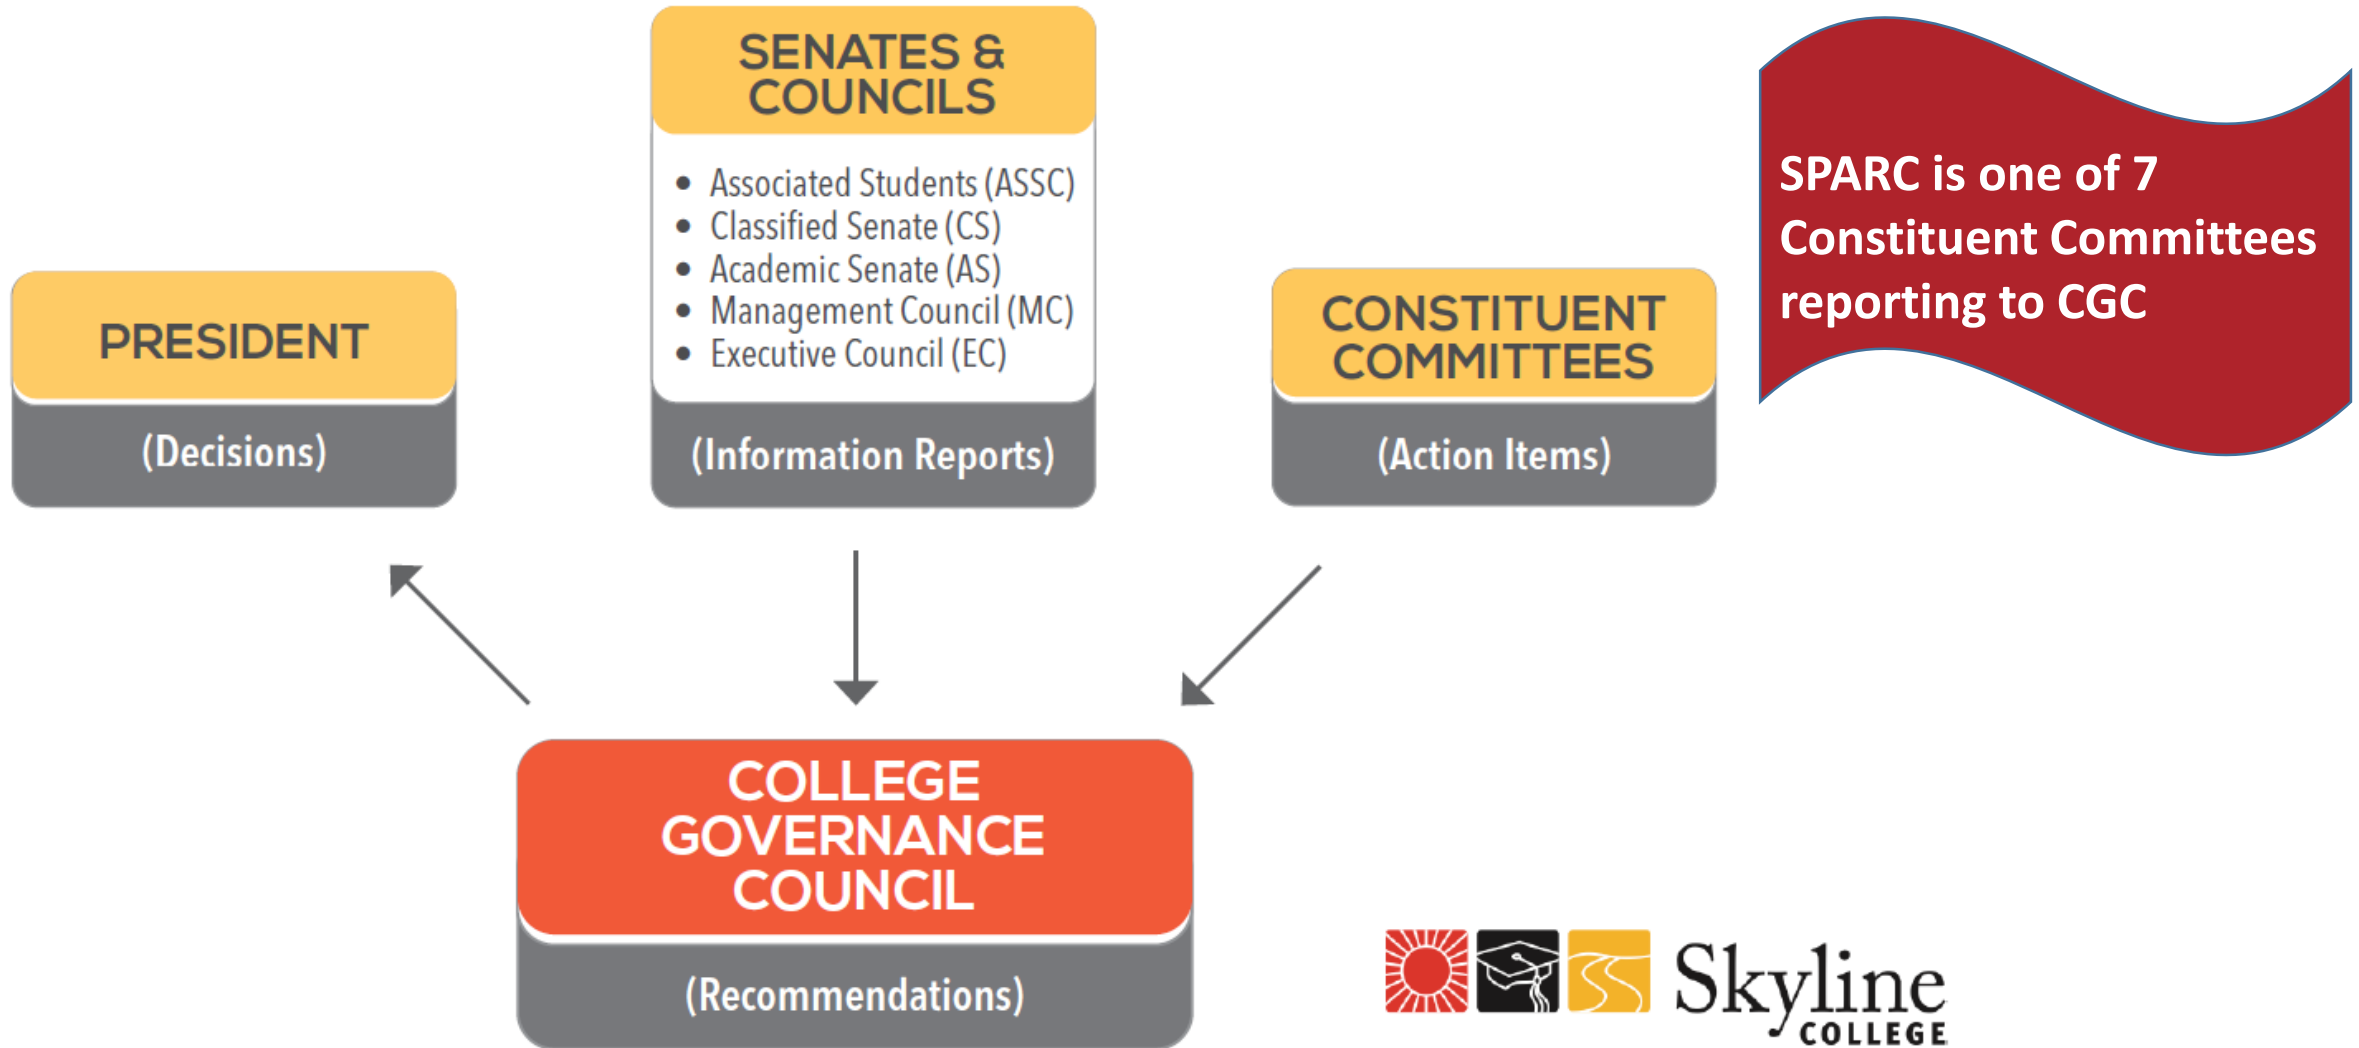 SENATES &
COUNCILS
• Associated Students (ASSC)
• Classified Senate (CS)
• Academic Senate (AS)
• Management Council (MC)
• Executive Council (EC)
(Information Reports)
PRESIDENT
(Decisions)
CONSTITUENT
COMMITTEES
(Action Items)
SPARC is one of 7
Constituent Committees
reporting to CGC
COLLEGE
GOVERNANCE
COUNCIL
(Recommendations)
Skyline
COLLEGE